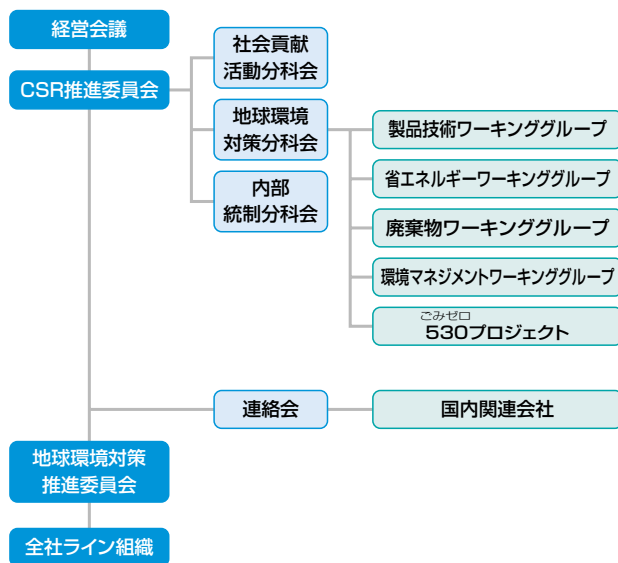 経営会議
CSR推進委員会
社会貢献
活動分科会
地球環境
対策分科会
内部
統制分科会
製品技術ワーキンググループ
省エネルギーワーキンググループ
廃棄物ワーキンググループ
環境マネジメントワーキンググループ
ごみゼロ
530プロジェクト
連絡会
国内関連会社
地球環境対策
推進委員会
全社ライン組織